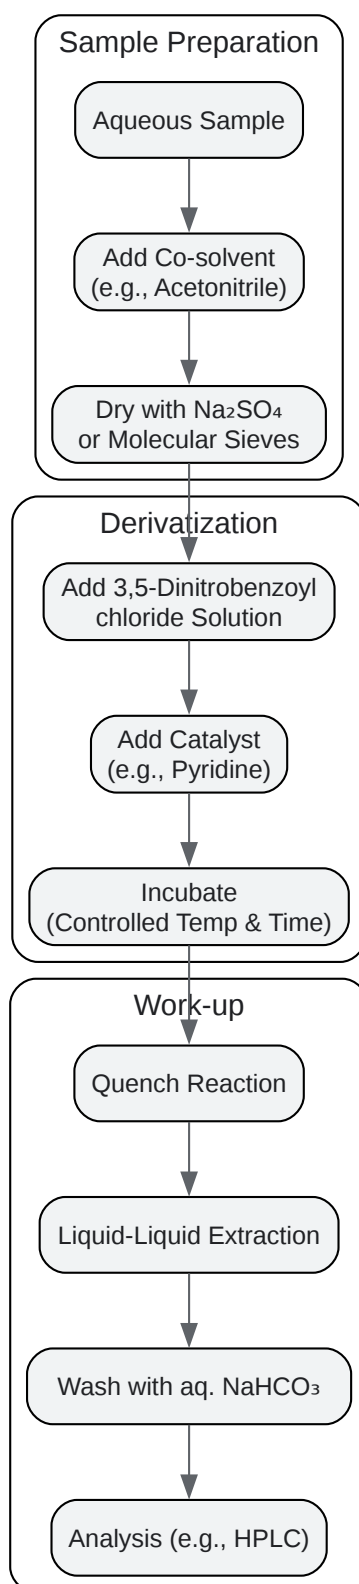 Sample Preparation
Aqueous Sample
Add Co-solvent
(e.g., Acetonitrile)
Dry with Na₂SO₄
or Molecular Sieves
Derivatization
Add 3,5-Dinitrobenzoyl
chloride Solution
Add Catalyst
(e.g., Pyridine)
Incubate
(Controlled Temp & Time)
Work-up
Quench Reaction
Liquid-Liquid Extraction
Wash with aq. NaHCO₃
Analysis (e.g., HPLC)